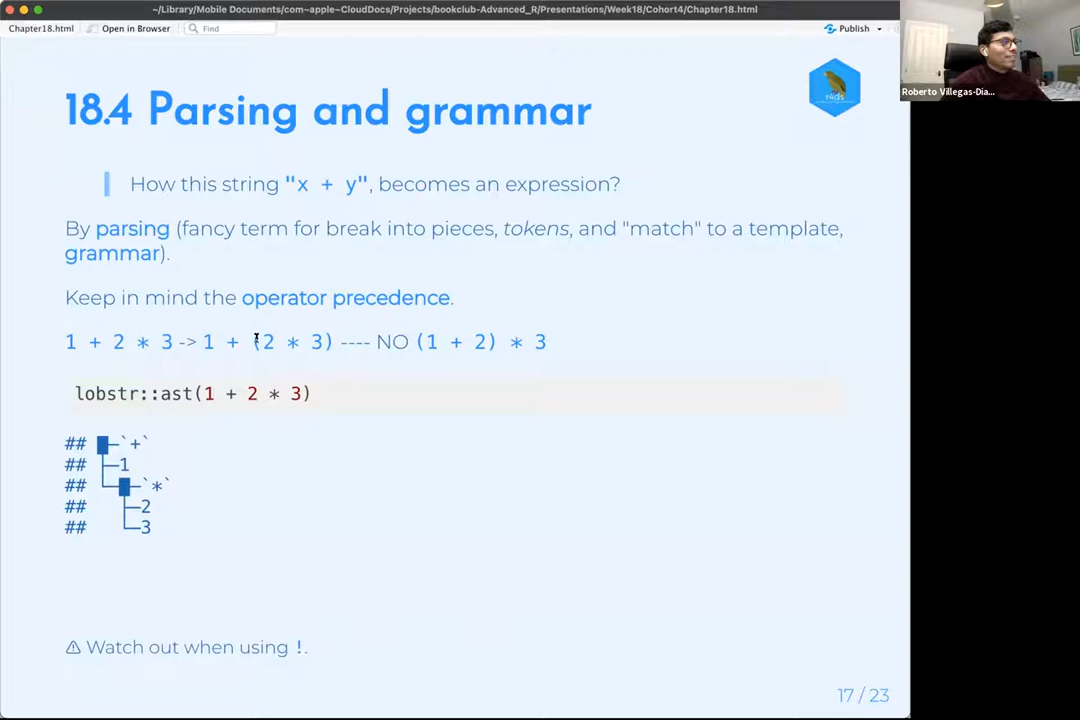 ~/Library/Mobile Documents/com~apple~CloudDocs/Projects/bookclub-Advanced_R/Presentations/Week18/Cohort4/Chapter18.html
Chapter18.html
Open in Browser
Find
Publish
Roberto Villegas-Dia...
18.4 Parsing and grammar
r4ds
How this string "x + y", becomes an expression?
By parsing (fancy term for break into pieces, tokens, and "match" to a template,
grammar).
Keep in mind the operator precedence.
1 + 2 * 3 -> 1 + (2 * 3) ---- NO (1 + 2) * 3
lobstr::ast(1 + 2 * 3)
## █─`+`
## ├─1
## └─█─`*`
##   ├─2
##   └─3
⚠ Watch out when using !.
17 / 23